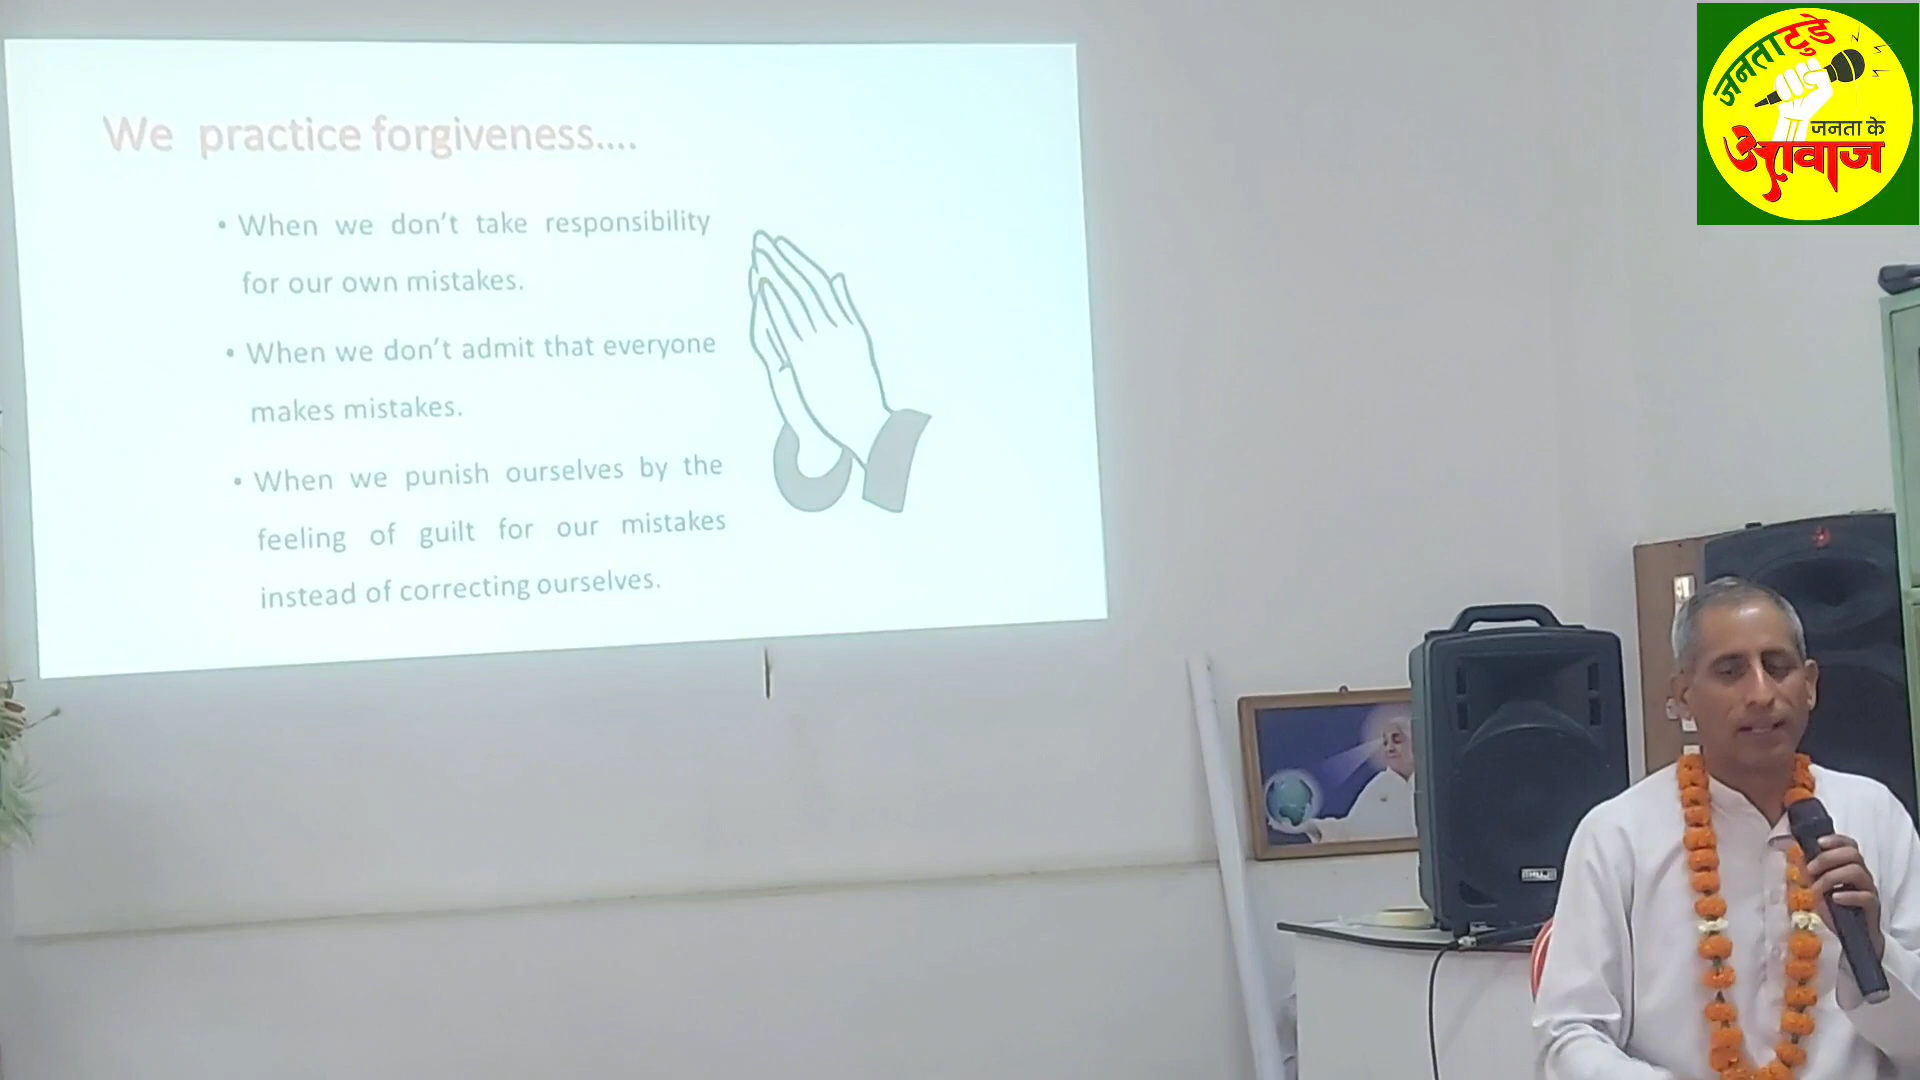 We practice forgiveness....
• When we don't take responsibility
for our own mistakes.
• When we don't admit that everyone
makes mistakes.
• When we punish ourselves by the
feeling of guilt for our mistakes
instead of correcting ourselves.
जनता टुडे
जनता के
आवाज